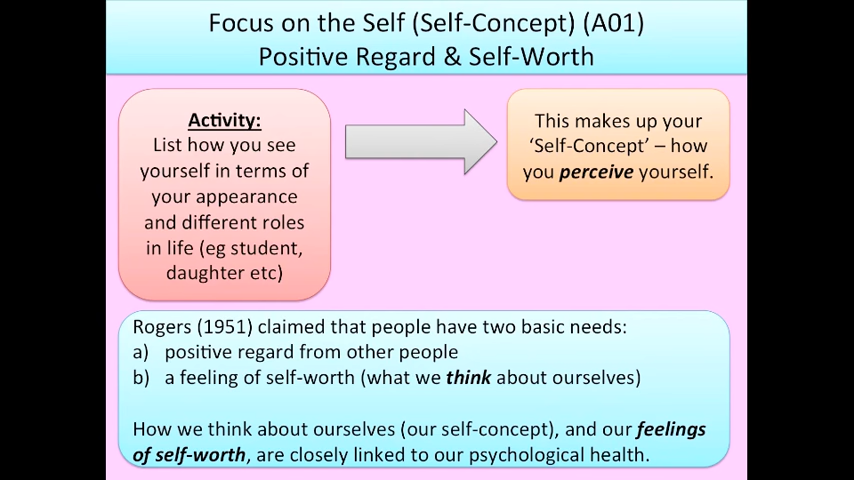 Focus on the Self (Self-Concept) (A01)
Positive Regard & Self-Worth
Activity:
List how you see
yourself in terms of
your appearance
and different roles
in life (eg student,
daughter etc)
This makes up your
‘Self-Concept’ – how
you perceive yourself.
Rogers (1951) claimed that people have two basic needs:
a) positive regard from other people
b) a feeling of self-worth (what we think about ourselves)
How we think about ourselves (our self-concept), and our feelings
of self-worth, are closely linked to our psychological health.